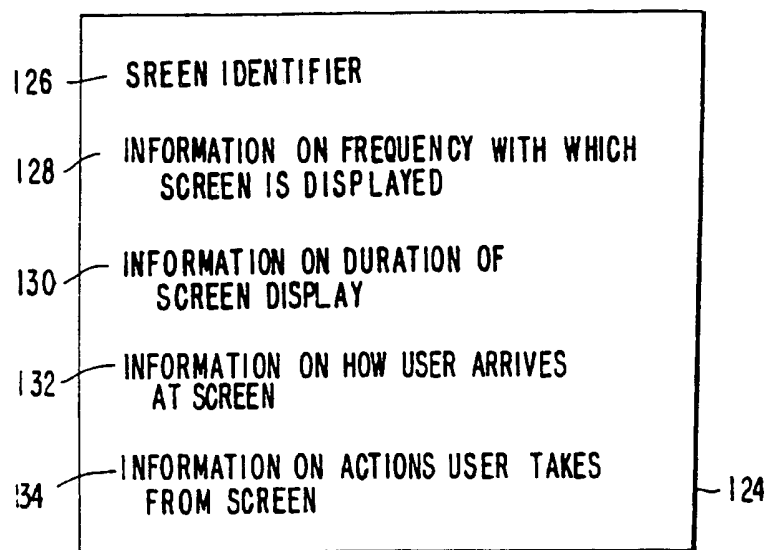 126 SREEN IDENTIFIER
128 INFORMATION ON FREQUENCY WITH WHICH
SCREEN IS DISPLAYED
130 INFORMATION ON DURATION OF
SCREEN DISPLAY
132 INFORMATION ON HOW USER ARRIVES
AT SCREEN
134 INFORMATION ON ACTIONS USER TAKES
FROM SCREEN
124